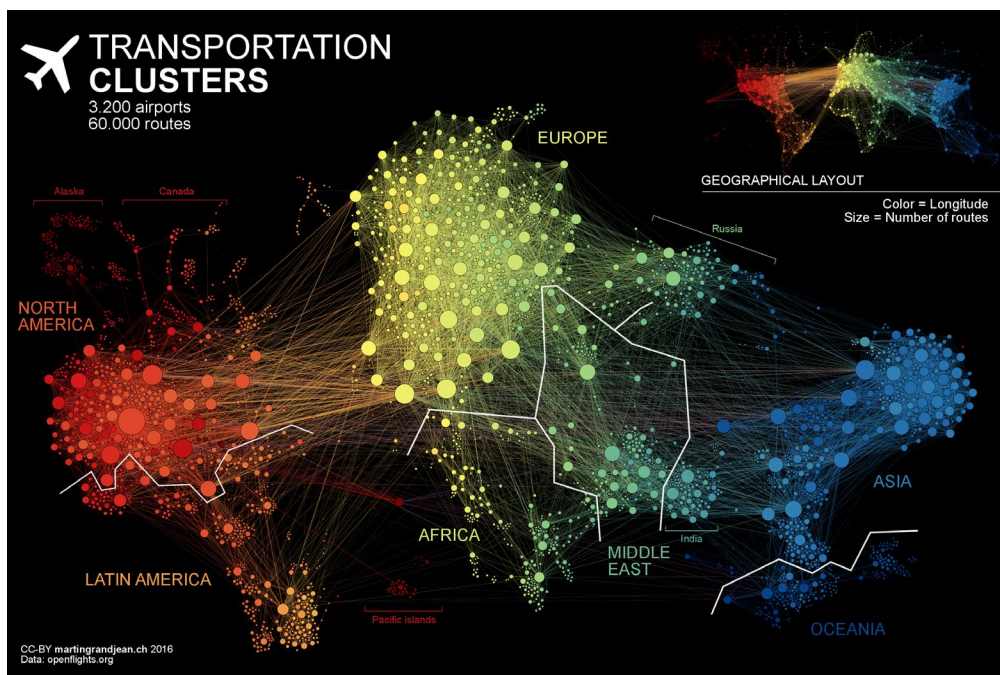 TRANSPORTATION
CLUSTERS
3.200 airports
60.000 routes
EUROPE
GEOGRAPHICAL LAYOUT
Color = Longitude
Size = Number of routes
Alaska
Canada
Russia
NORTH
AMERICA
ASIA
AFRICA
India
MIDDLE
EAST
LATIN AMERICA
Pacific islands
OCEANIA
CC-BY martingrandjean.ch 2016
Data: openflights.org